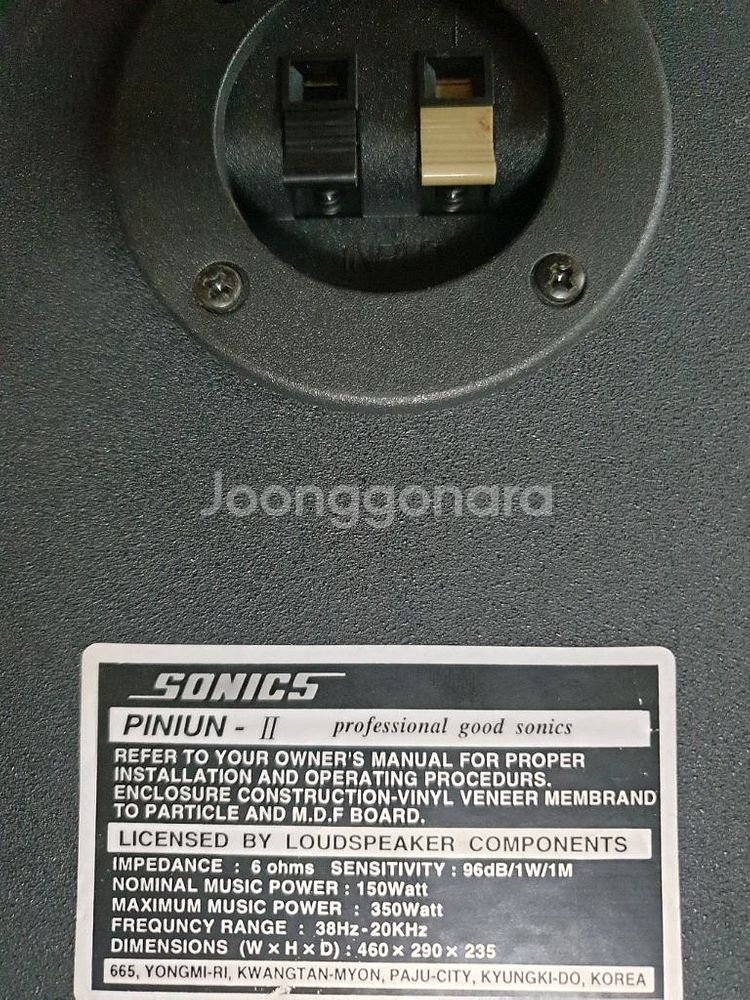 INPUT
Joonggonara
SONICS
PINIUN - II professional good sonics
REFER TO YOUR OWNER'S MANUAL FOR PROPER
INSTALLATION AND OPERATING PROCEDURS.
ENCLOSURE CONSTRUCTION-VINYL VENEER MEMBRAND
TO PARTICLE AND M.D.F BOARD.
LICENSED BY LOUDSPEAKER COMPONENTS
IMPEDANCE : 6 ohms SENSITIVITY : 96dB/1W/1M
NOMINAL MUSIC POWER : 150Watt
MAXIMUM MUSIC POWER : 350Watt
FREQUNCY RANGE : 38Hz-20KHz
DIMENSIONS (W × H × D) : 460 × 290 × 235
665, YONGMI-RI, KWANGTAN-MYON, PAJU-CITY, KYUNGKI-DO, KOREA